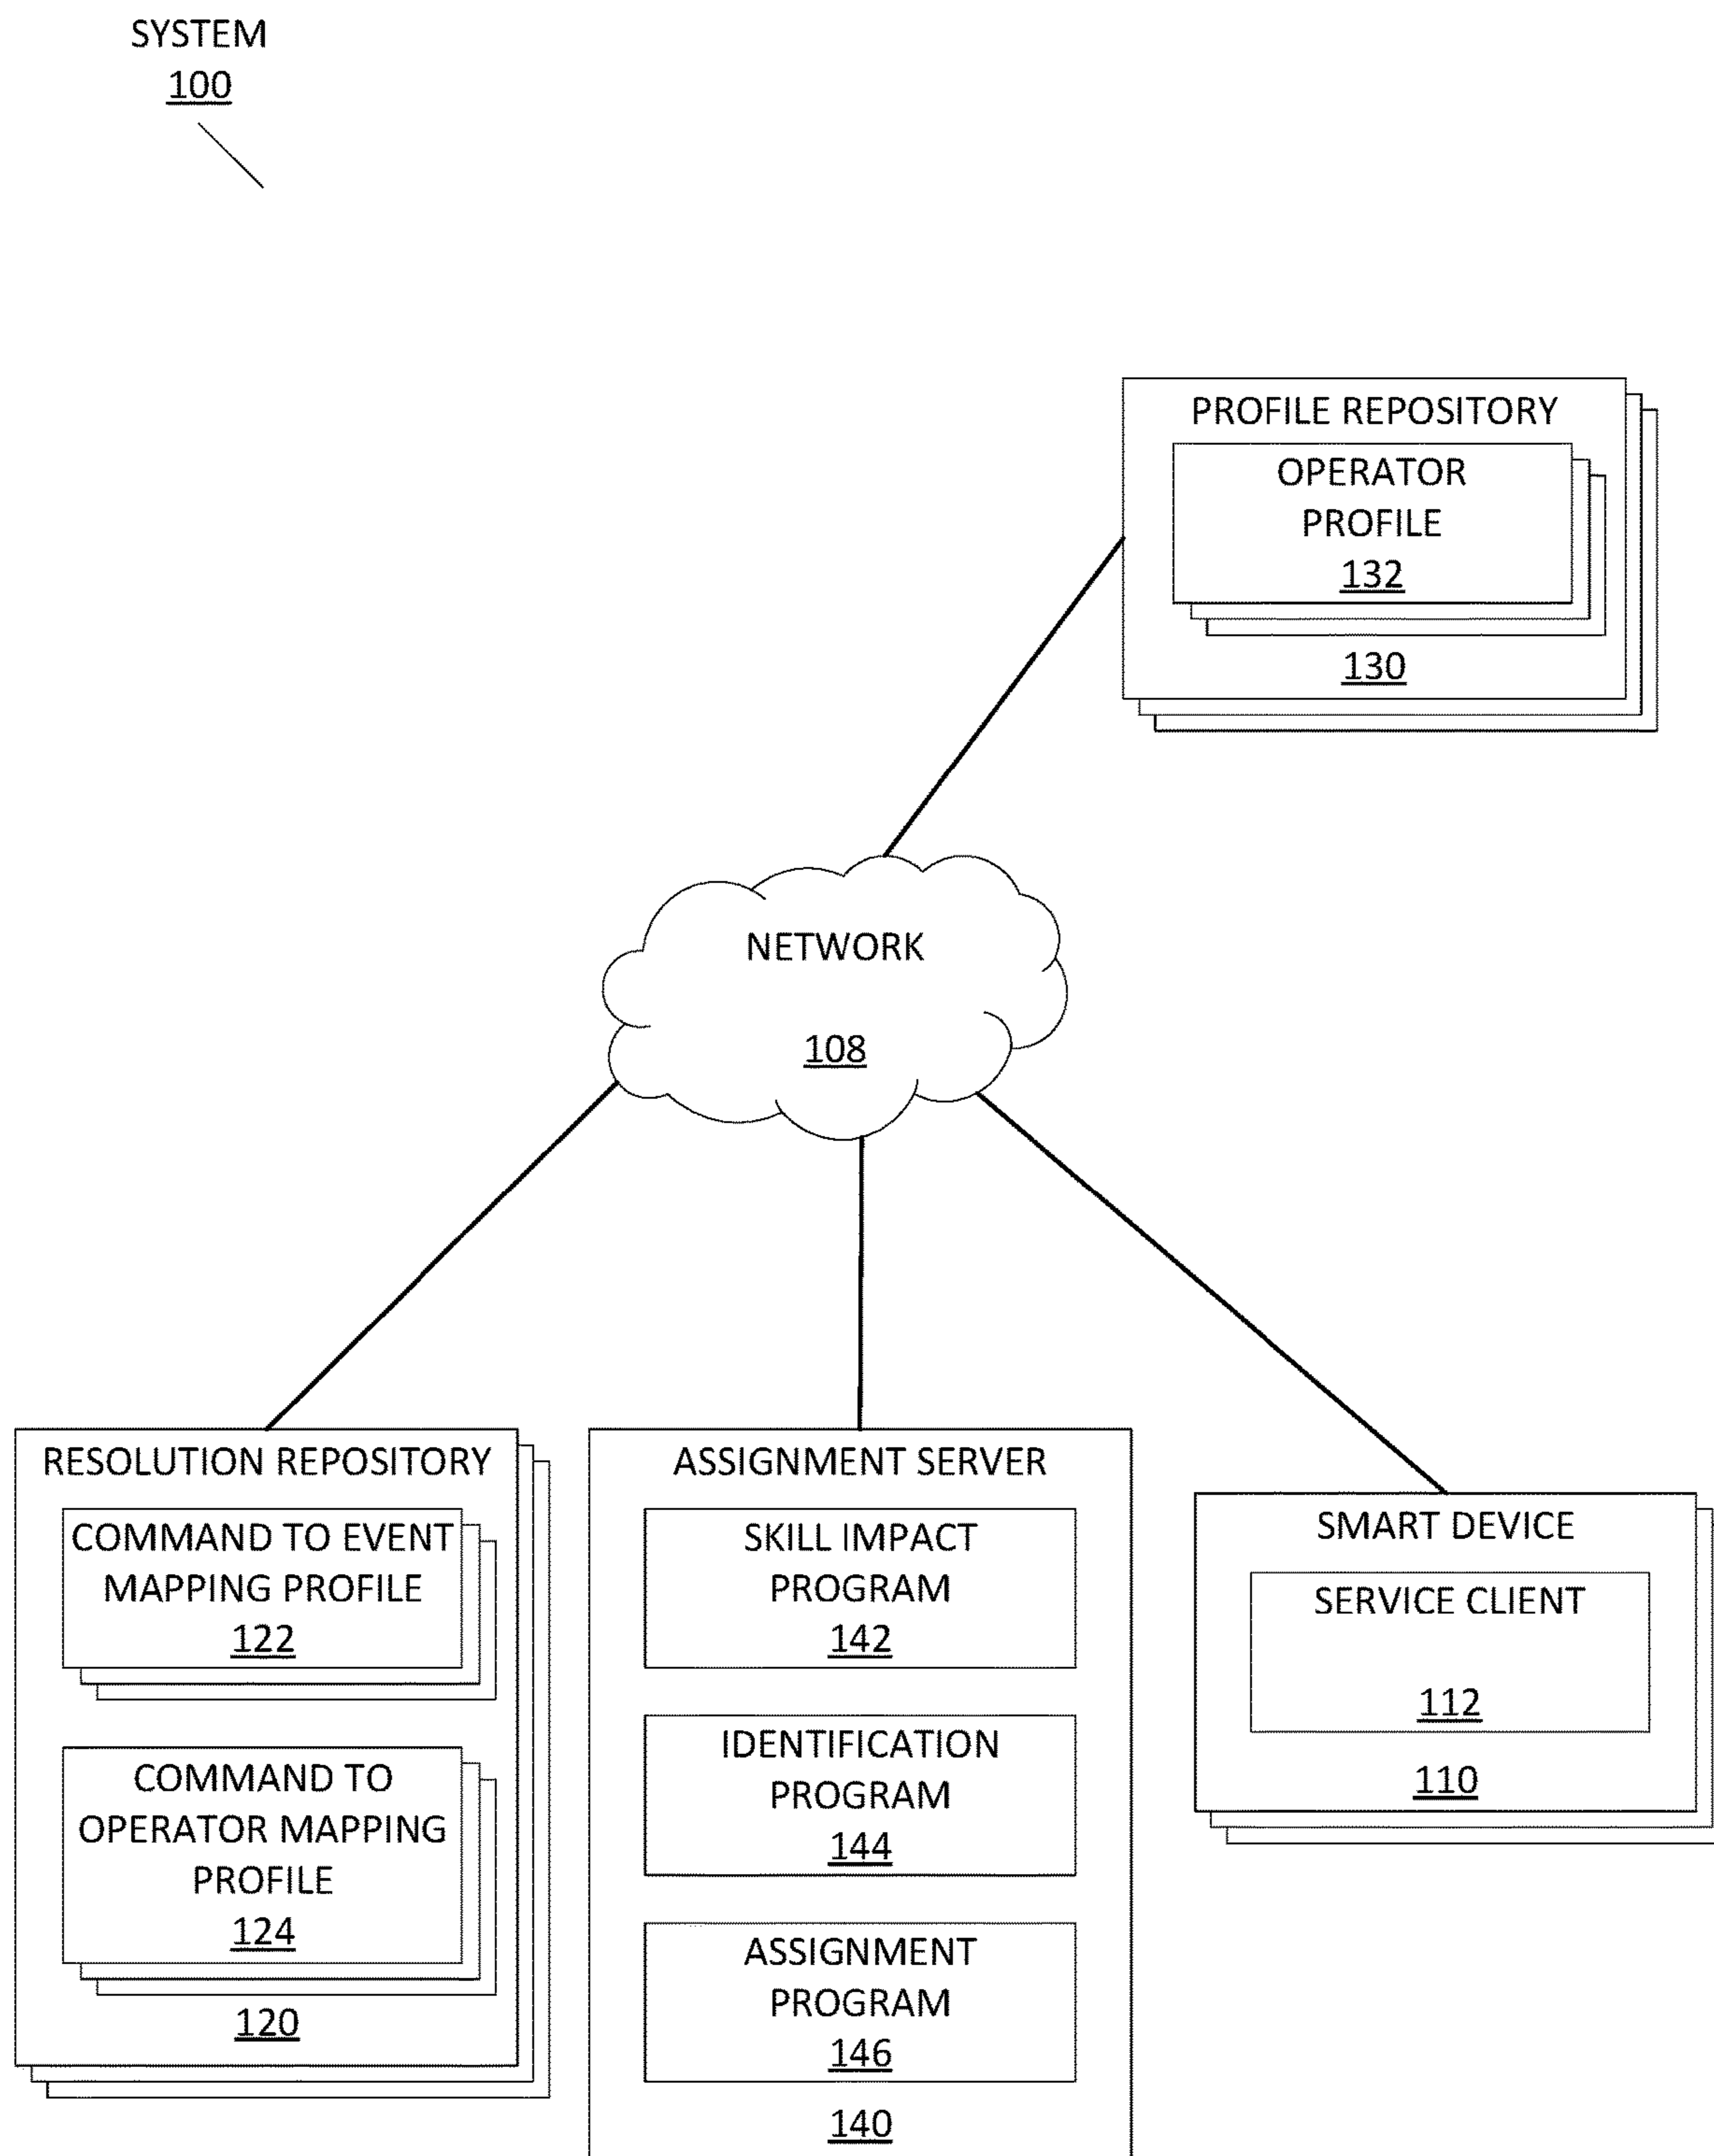 SYSTEM
100
PROFILE REPOSITORY
OPERATOR
PROFILE
132
130
NETWORK
108
RESOLUTION REPOSITORY
COMMAND TO EVENT
MAPPING PROFILE
122
COMMAND TO
OPERATOR MAPPING
PROFILE
124
120
ASSIGNMENT SERVER
SKILL IMPACT
PROGRAM
142
IDENTIFICATION
PROGRAM
144
ASSIGNMENT
PROGRAM
146
140
SMART DEVICE
SERVICE CLIENT
112
110